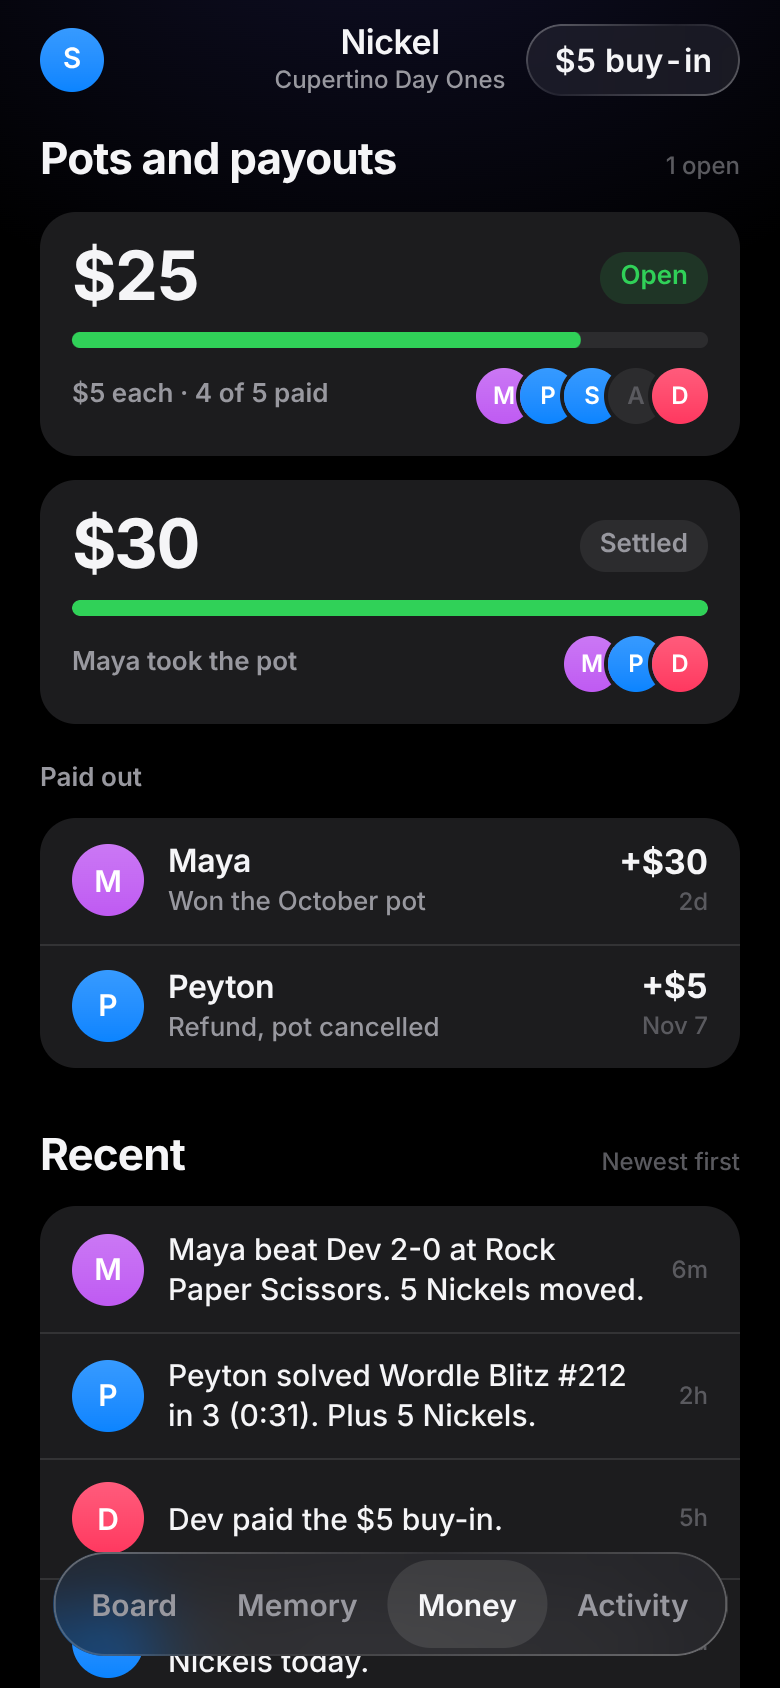 S
Nickel
Cupertino Day Ones
$5 buy-in
Pots and payouts
1 open
$25
Open
$5 each · 4 of 5 paid
M P S A D
$30
Settled
Maya took the pot
M P D
Paid out
M
Maya
+$30
Won the October pot
2d
P
Peyton
+$5
Refund, pot cancelled
Nov 7
Recent
Newest first
M
Maya beat Dev 2-0 at Rock
Paper Scissors. 5 Nickels moved.
6m
P
Peyton solved Wordle Blitz #212
in 3 (0:31). Plus 5 Nickels.
2h
D
Dev paid the $5 buy-in.
5h
Board
Memory
Money
Activity
Nickels today.